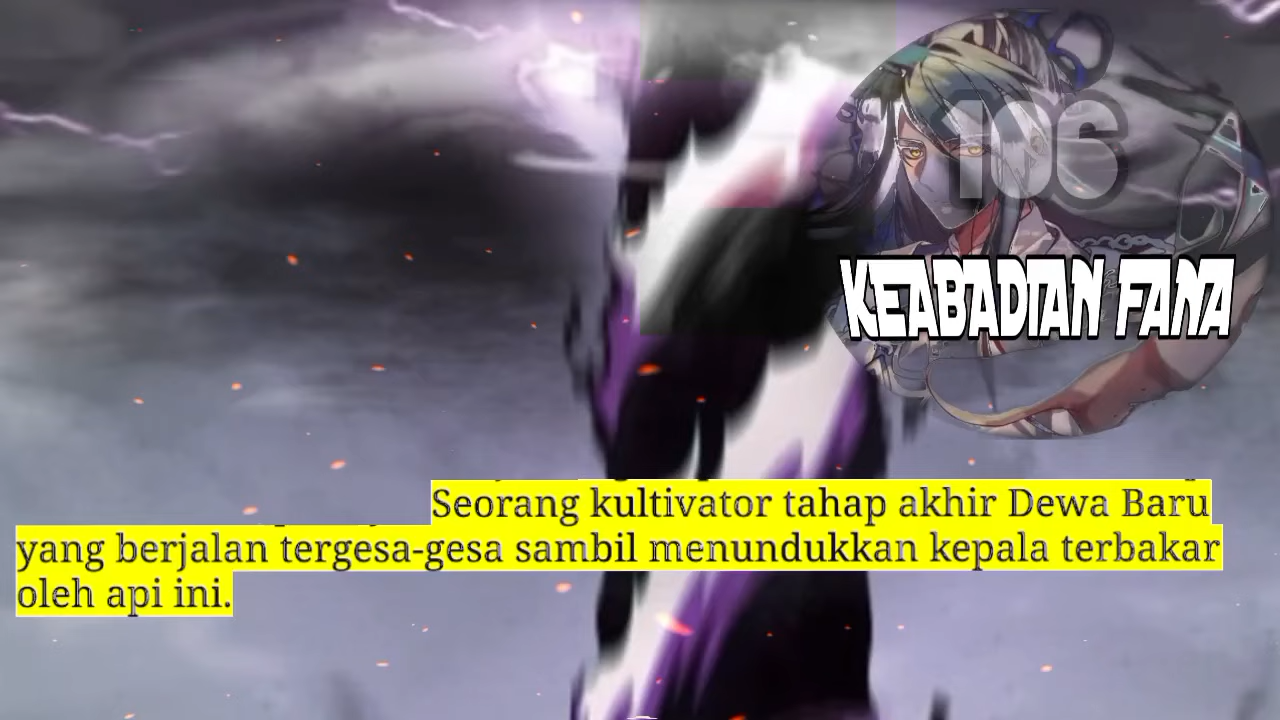 106
KEABADIAN FANA
Seorang kultivator tahap akhir Dewa Baru
yang berjalan tergesa-gesa sambil menundukkan kepala terbakar
oleh api ini.